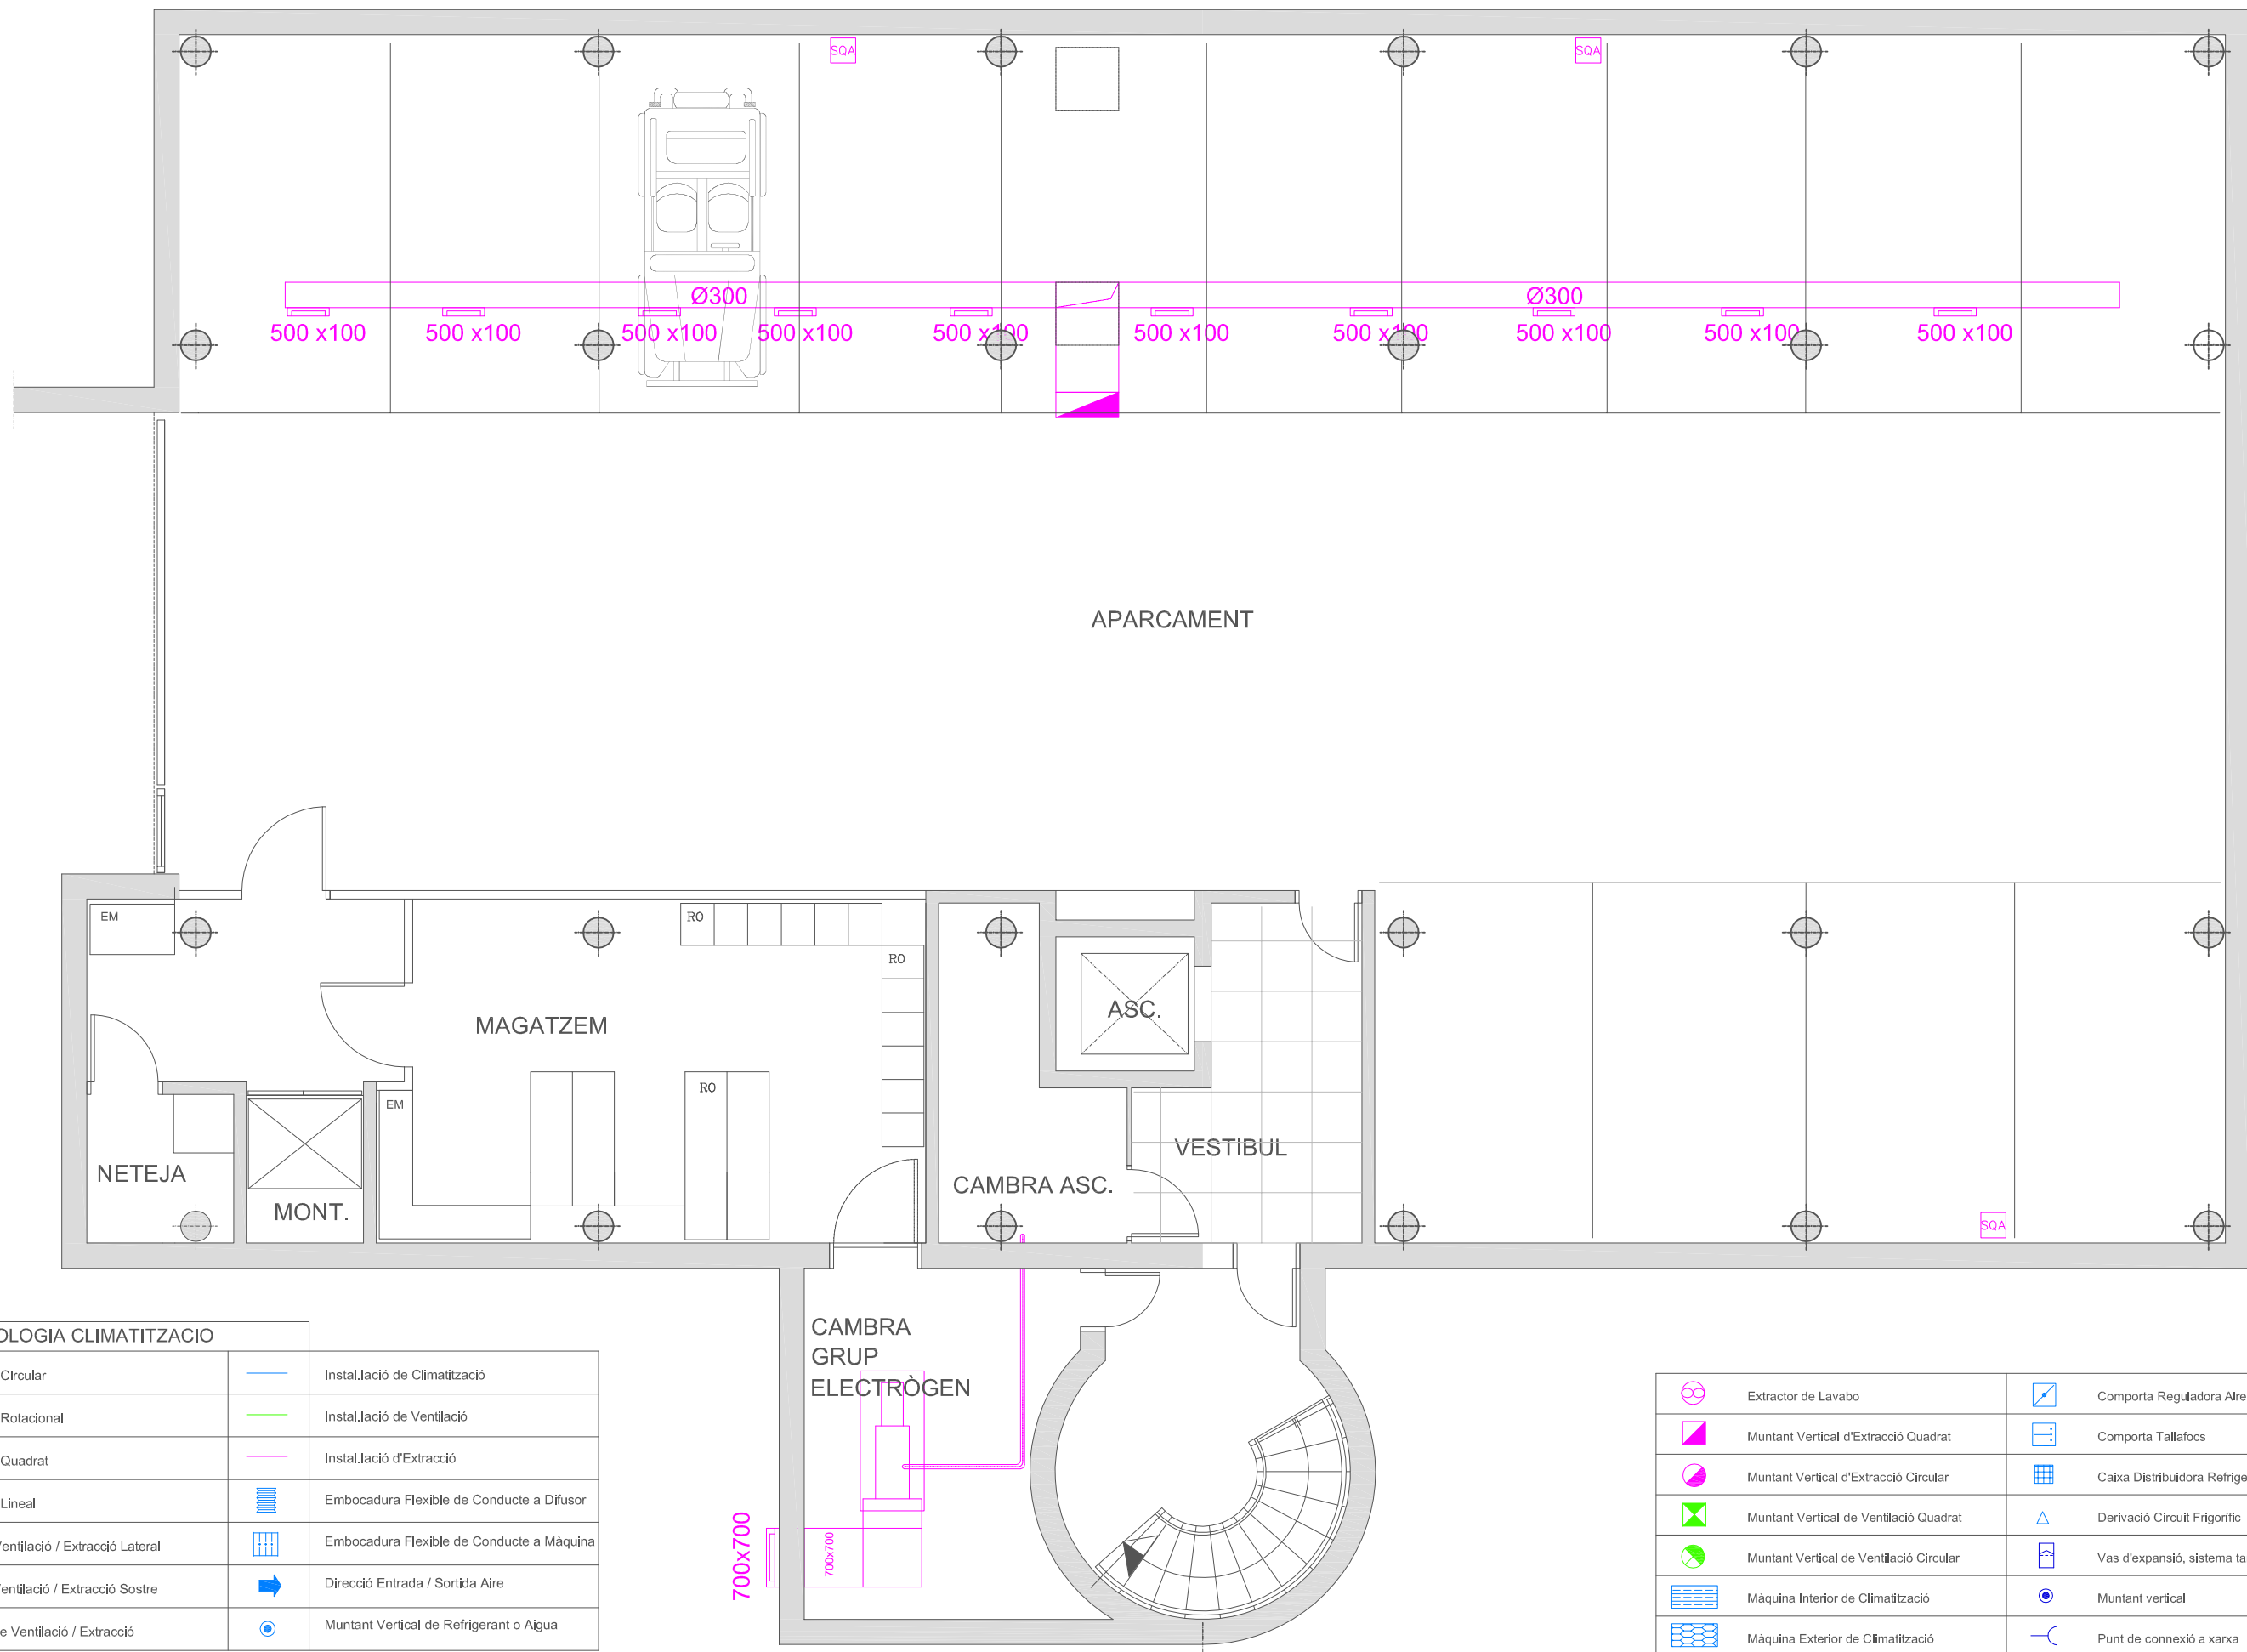 SQA
SQA
Ø300
Ø300
500 x100
500 x100
500 x100
500 x100
500 x100
500 x100
500 x100
500 x100
500 x100
500 x100
APARCAMENT
EM
RO
RO
ASC.
MAGATZEM
RO
EM
VESTIBUL
NETEJA
CAMBRA ASC.
MONT.
SQA
CAMBRA
GRUP
ELECTRÒGEN
700x700
700x700
OLOGIA CLIMATITZACIO
CIrcular
Instal.lació de Climatització
Rotacional
Instal.lació de Ventilació
Quadrat
Instal.lació d'Extracció
Lineal
Embocadura Flexible de Conducte a Difusor
Ventilació / Extracció Lateral
Embocadura Flexible de Conducte a Màquina
Ventilació / Extracció Sostre
Direcció Entrada / Sortida Aire
e Ventilació / Extracció
Muntant Vertical de Refrigerant o Aigua
Extractor de Lavabo
Comporta Reguladora AIre
Muntant Vertical d'Extracció Quadrat
Comporta Tallafocs
Muntant Vertical d'Extracció Circular
Caixa Distribuidora Refrige
Muntant Vertical de Ventilació Quadrat
Derivació Circuit Frigorífic
Muntant Vertical de Ventilació Circular
Vas d'expansió, sistema ta
Màquina Interior de Climatització
Muntant vertical
Màquina Exterior de Climatització
Punt de connexió a xarxa